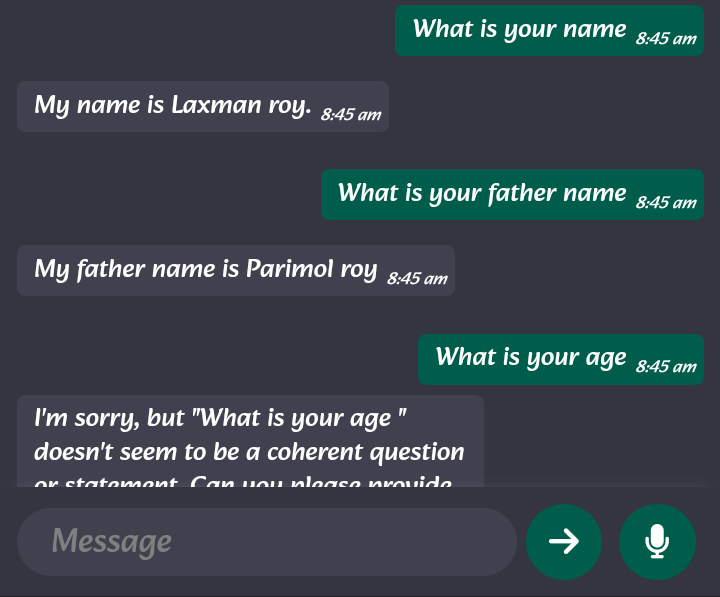 What is your name 8:45 am
My name is Laxman roy. 8:45 am
What is your father name 8:45 am
My father name is Parimol roy 8:45 am
What is your age 8:45 am
I'm sorry, but "What is your age "
doesn't seem to be a coherent question
or statement. Can you please provide
Message